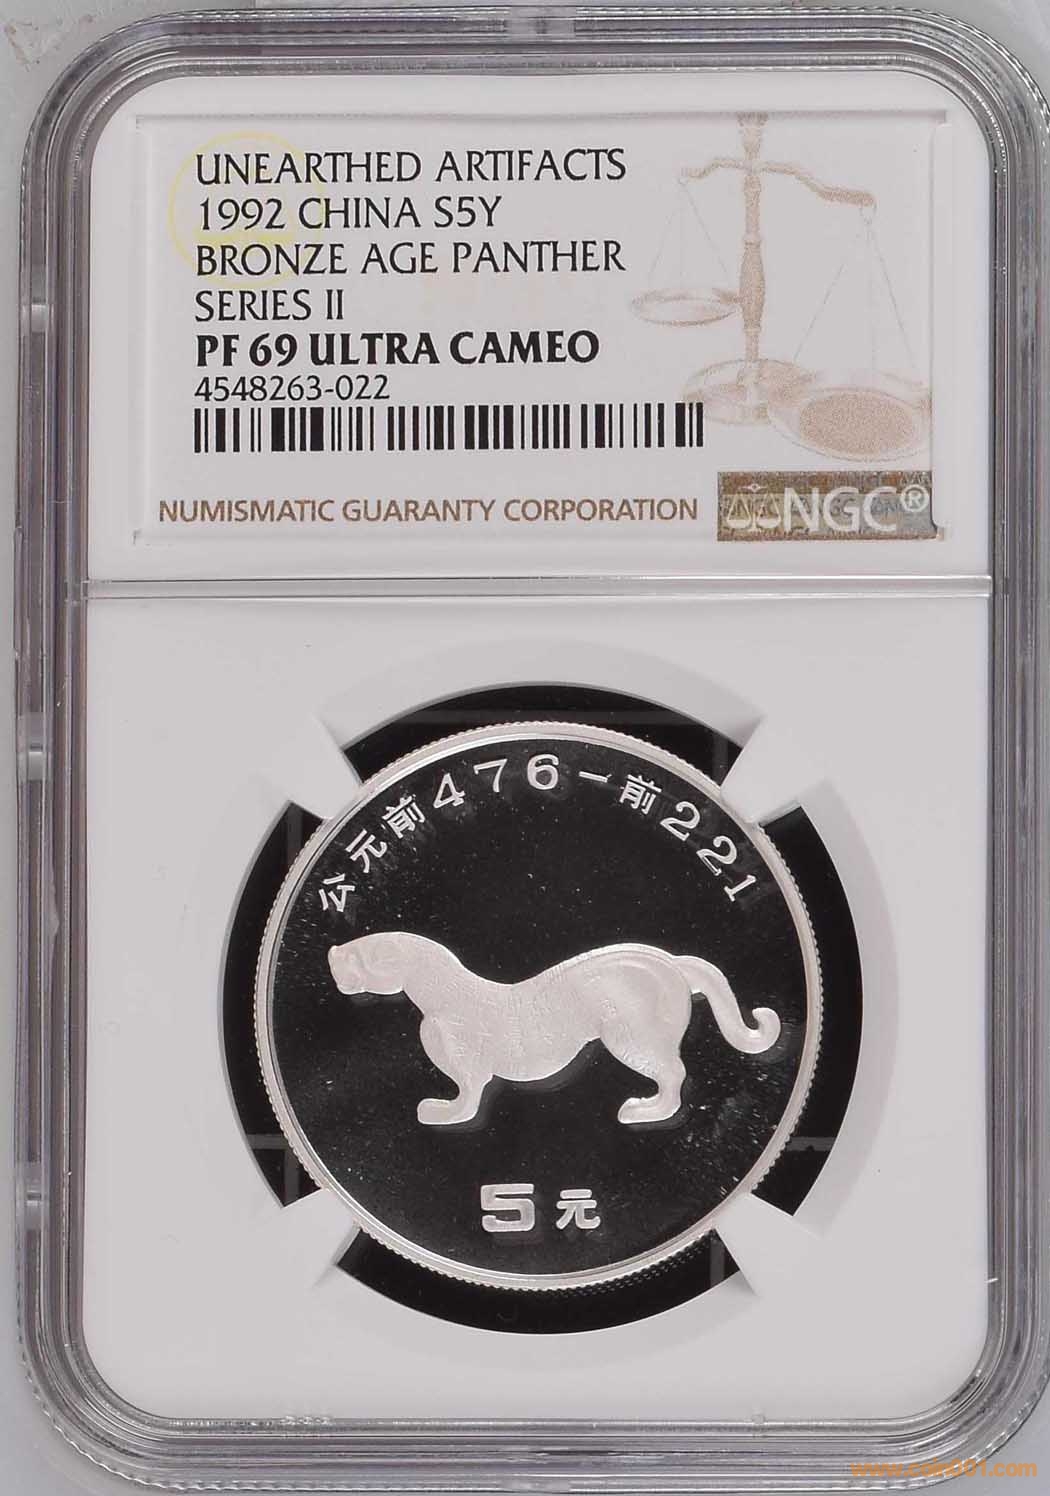 UNEARTHED ARTIFACTS
1992 CHINA S5Y
BRONZE AGE PANTHER
SERIES II
PF 69 ULTRA CAMEO
4548263-022
NUMISMATIC GUARANTY CORPORATION
NGC®
公元前476-前221
5元
www.coin001.com